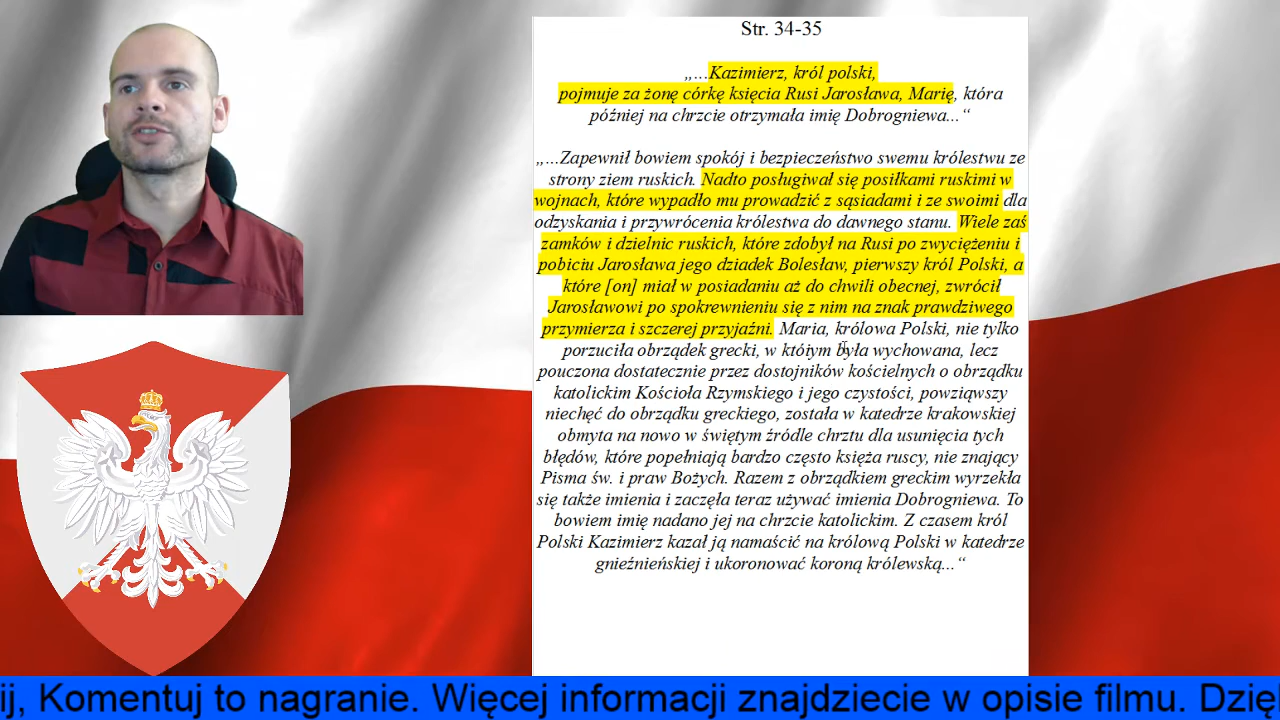 Str. 34-35
„...Kazimierz, król polski,
pojmuje za żonę córkę księcia Rusi Jarosława, Marię, która
później na chrzcie otrzymała imię Dobrogniewa...“
„...Zapewnił bowiem spokój i bezpieczeństwo swemu królestwu ze
strony ziem ruskich. Nadto posługiwał się posiłkami ruskimi w
wojnach, które wypadło mu prowadzić z sąsiadami i ze swoimi dla
odzyskania i przywrócenia królestwa do dawnego stanu. Wiele zaś
zamków i dzielnic ruskich, które zdobył na Rusi po zwyciężeniu i
pobiciu Jarosława jego dziadek Bolesław, pierwszy król Polski, a
które [on] miał w posiadaniu aż do chwili obecnej, zwrócił
Jarosławowi po spokrewnieniu się z nim na znak prawdziwego
przymierza i szczerej przyjaźni. Maria, królowa Polski, nie tylko
porzuciła obrządek grecki, w któiym była wychowana, lecz
pouczona dostatecznie przez dostojników kościelnych o obrządku
katolickim Kościoła Rzymskiego i jego czystości, powziąwszy
niechęć do obrządku greckiego, została w katedrze krakowskiej
obmyta na nowo w świętym źródle chrztu dla usunięcia tych
błędów, które popełniają bardzo często księża ruscy, nie znający
Pisma św. i praw Bożych. Razem z obrządkiem greckim wyrzekła
się także imienia i zaczęła teraz używać imienia Dobrogniewa. To
bowiem imię nadano jej na chrzcie katolickim. Z czasem król
Polski Kazimierz kazał ją namaścić na królową Polski w katedrze
gnieźnieńskiej i ukoronować koroną królewską...“
ij, Komentuj to nagranie. Więcej informacji znajdziecie w opisie filmu. Dzię